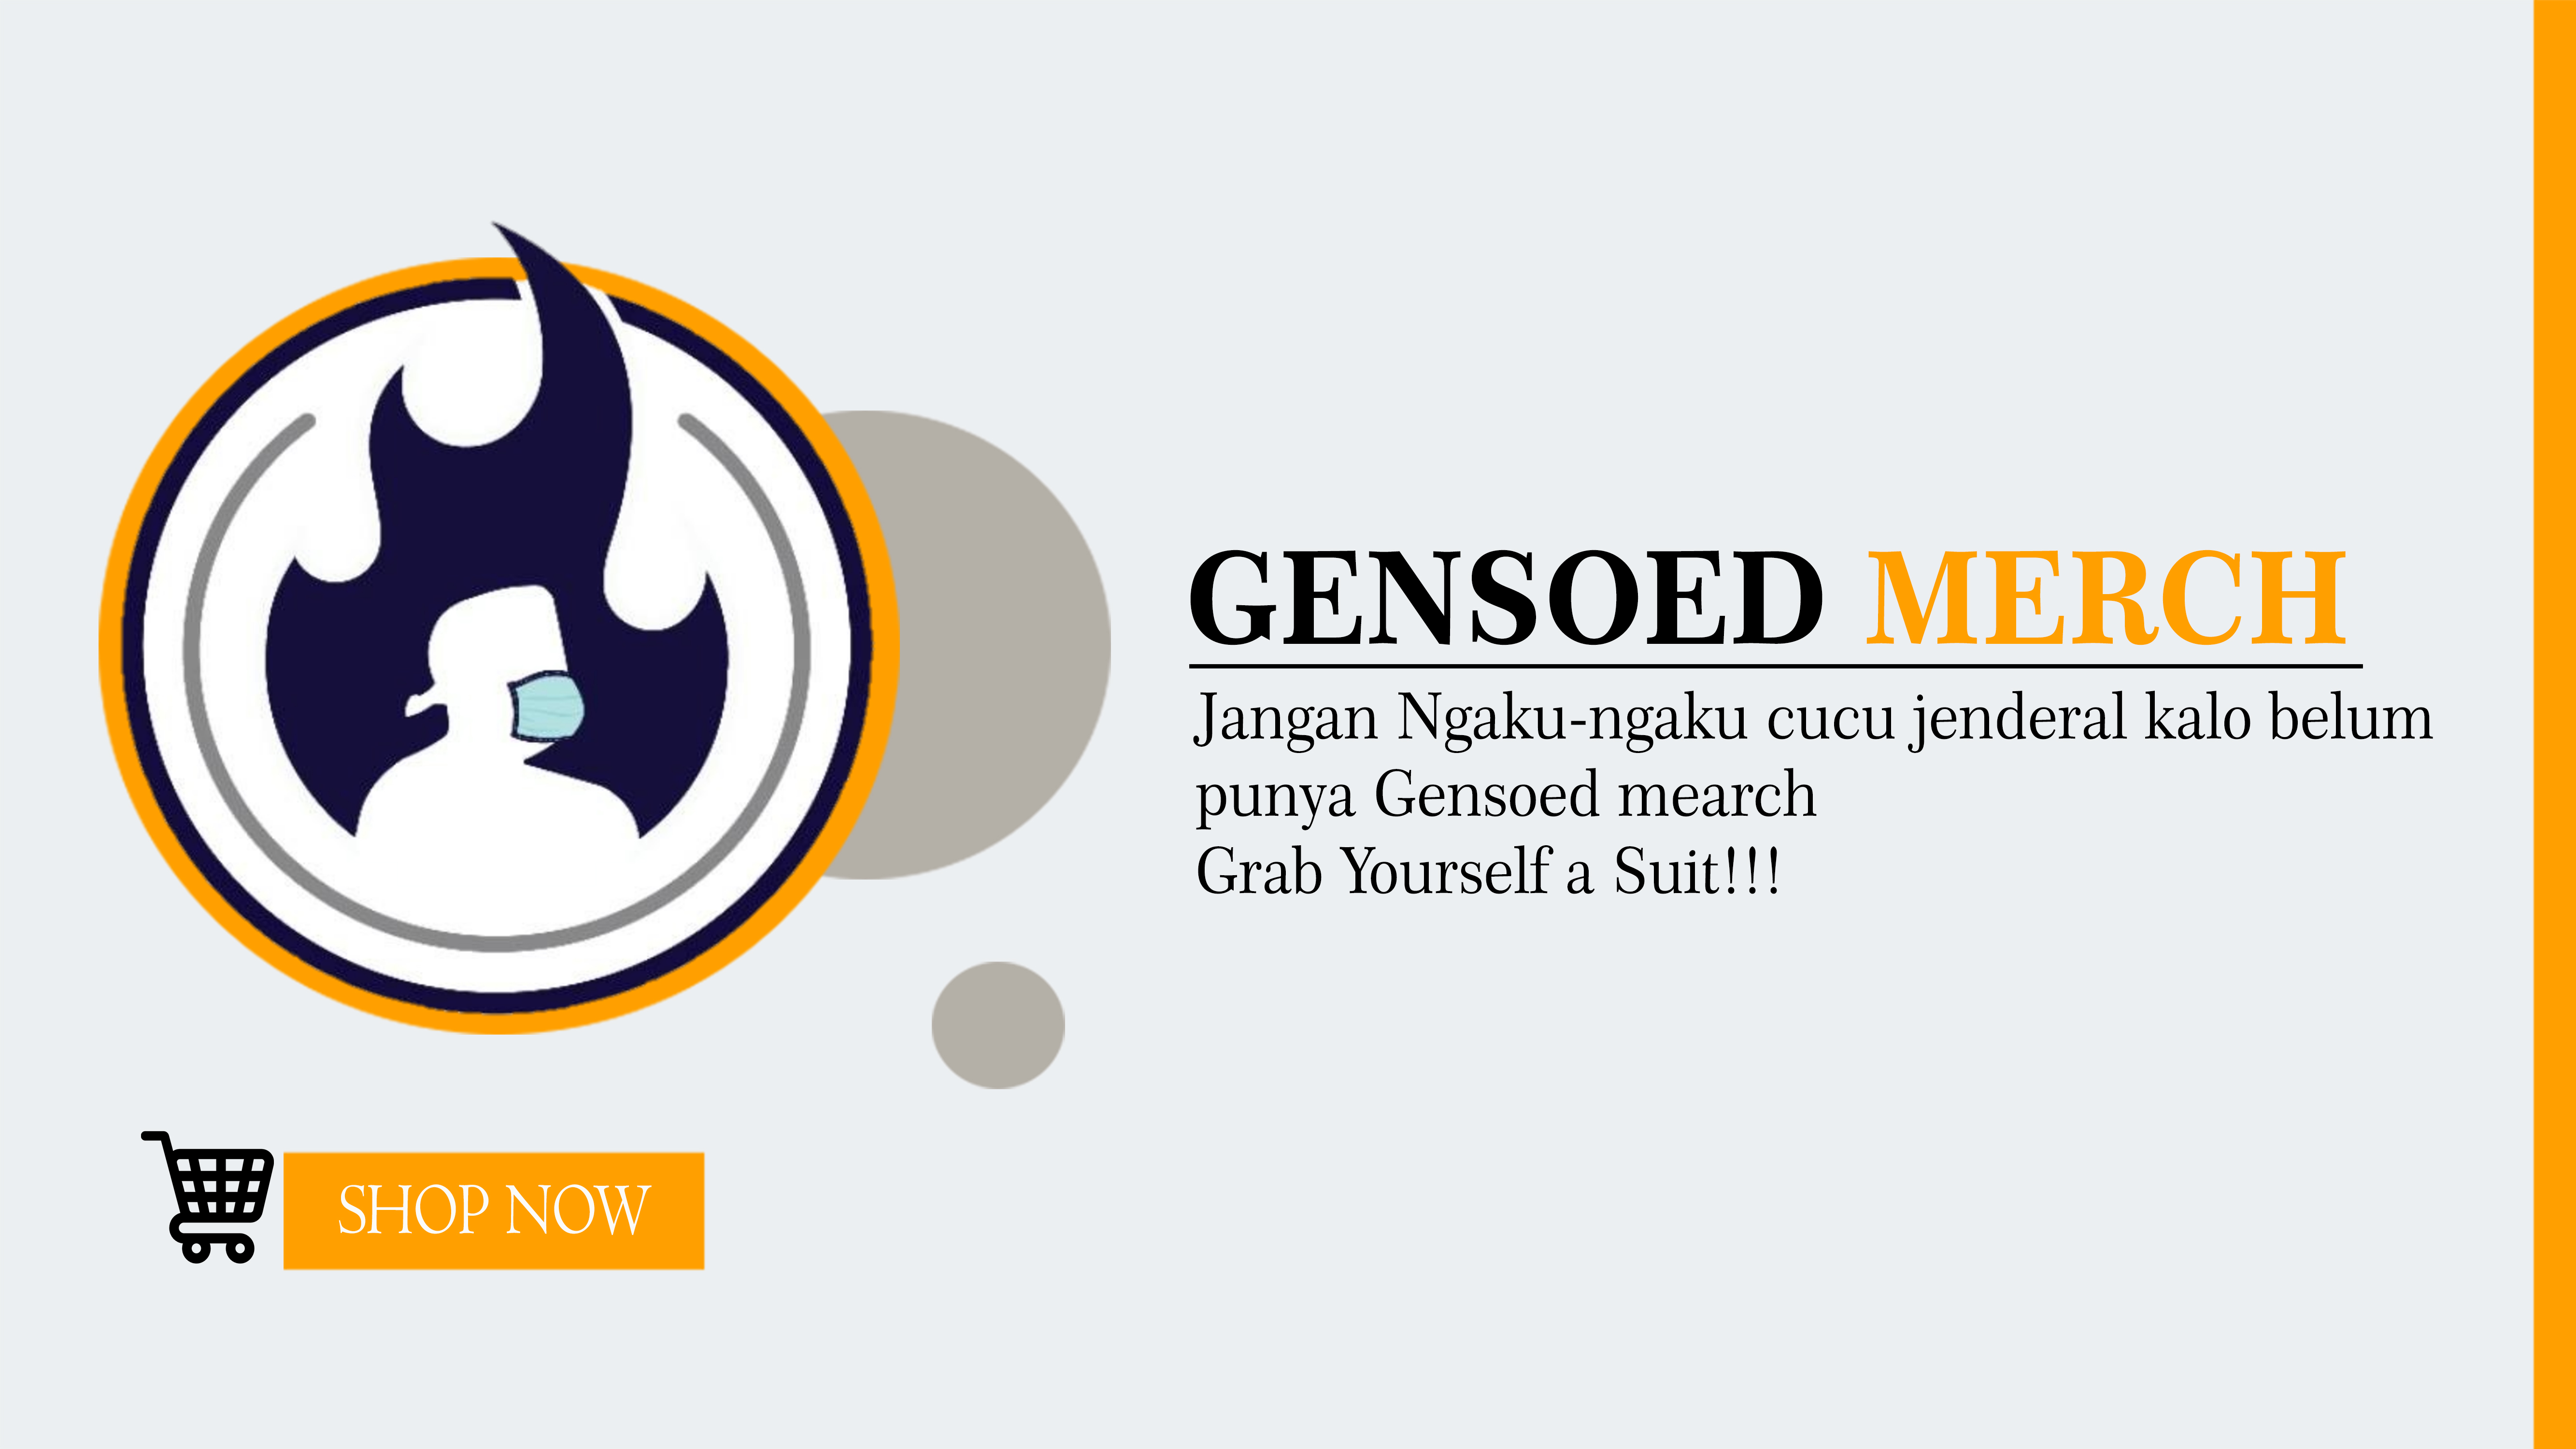 GENSOED MERCH
Jangan Ngaku-ngaku cucu jenderal kalo belum
punya Gensoed mearch
Grab Yourself a Suit!!!
SHOP NOW